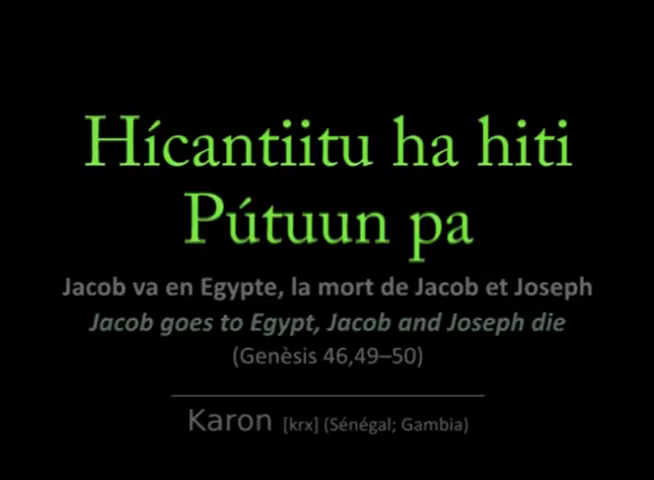 Hícantiitu ha hiti
Pútuun pa
Jacob va en Egypte, la mort de Jacob et Joseph
Jacob goes to Egypt, Jacob and Joseph die
(Genèsis 46,49–50)
Karon [krx] (Sénégal; Gambia)